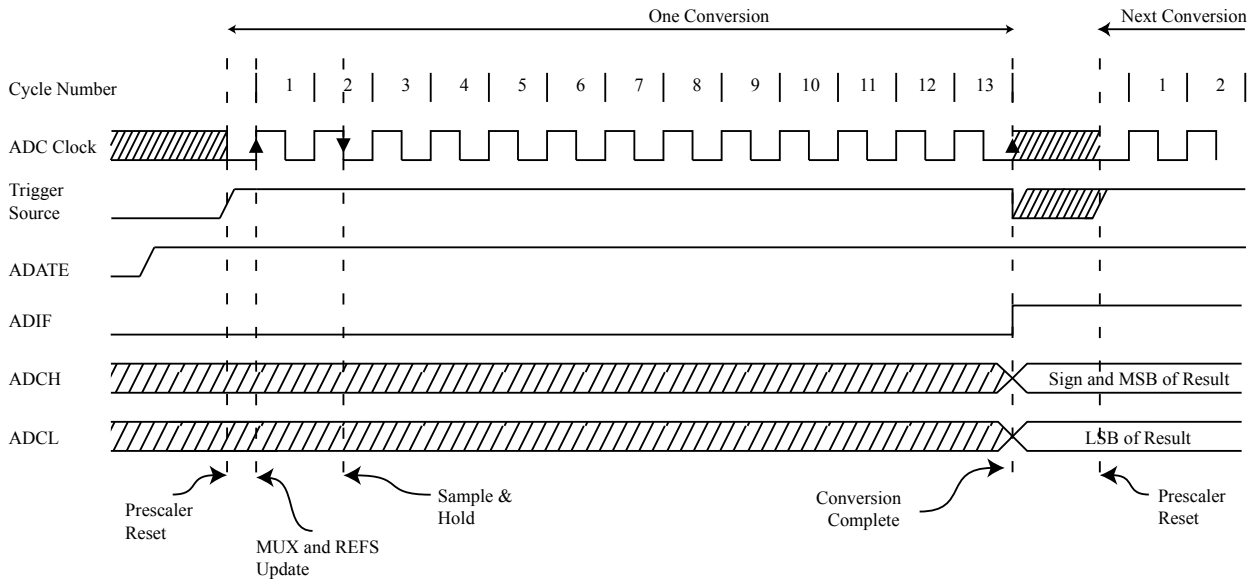 One Conversion
Next Conversion
Cycle Number
1 2 3 4 5 6 7 8 9 10 11 12 13 1 2
ADC Clock
Trigger
Source
ADATE
ADIF
ADCH
Sign and MSB of Result
ADCL
LSB of Result
Prescaler
Reset
MUX and REFS
Update
Sample &
Hold
Conversion
Complete
Prescaler
Reset